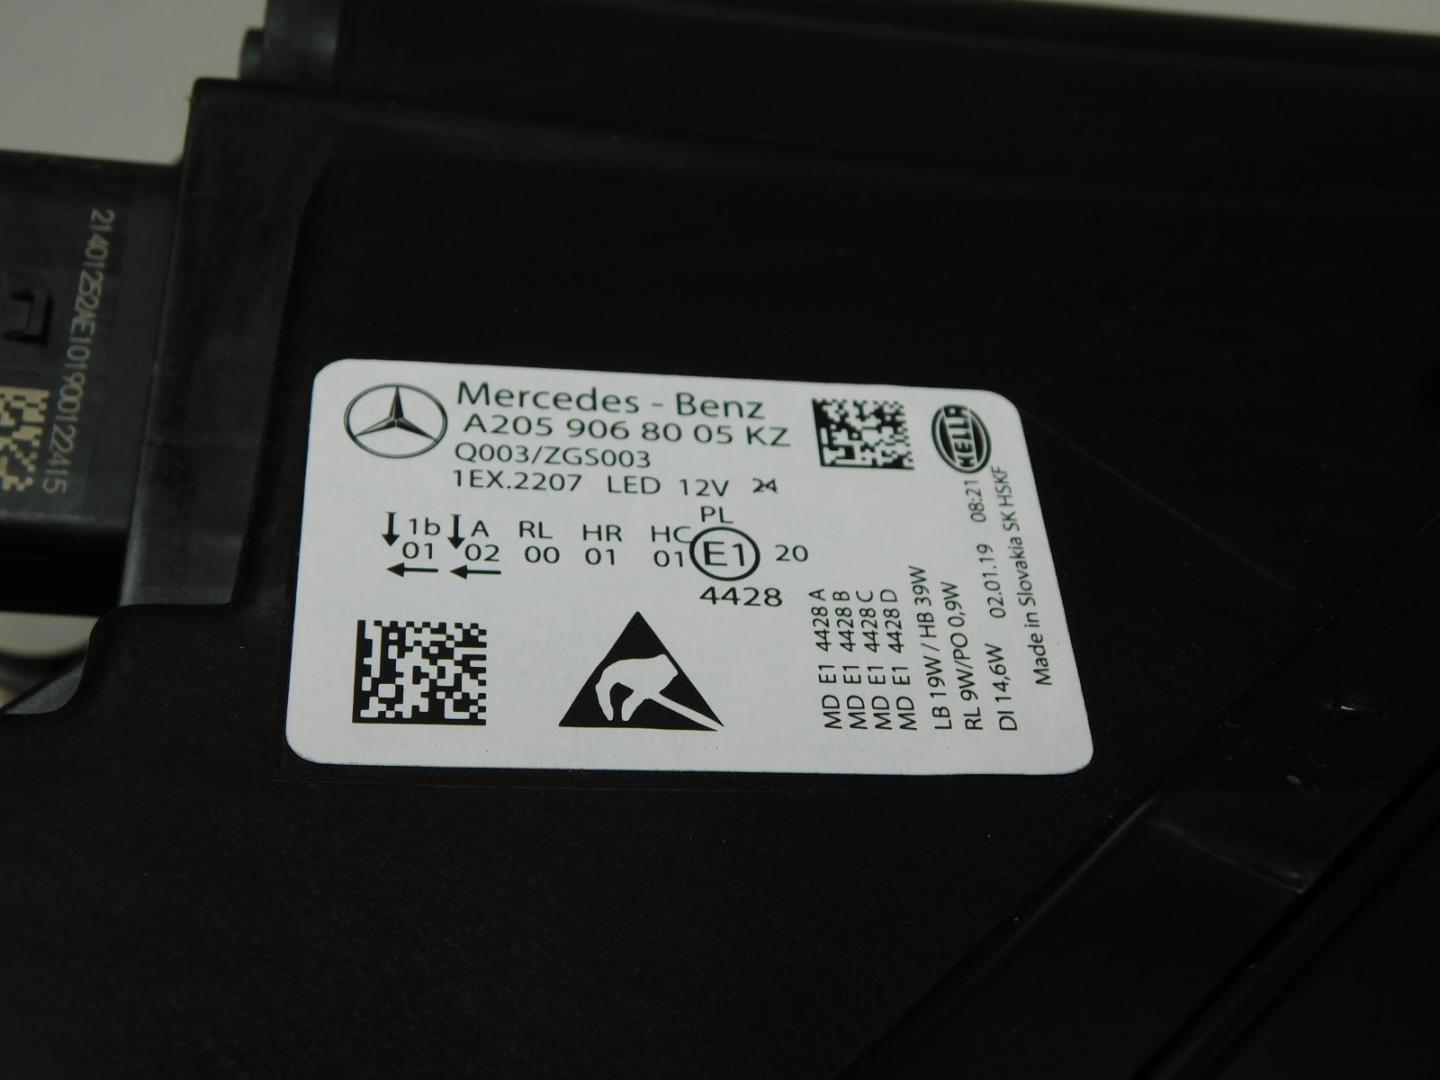 21401252AE1019001122415
Mercedes - Benz
A205 906 80 05 KZ
Q003/ZGS003
1EX.2207 LED 12V 24
HELLA
1b A RL HR HC PL
01 02 00 01 01 E1 20
4428
MD E1 4428 A
MD E1 4428 B
MD E1 4428 C
MD E1 4428 D
LB 19W / HB 39W
RL 9W/PO 0,9W
DI 14,6W 02.01.19 08:21
Made in Slovakia SK HSKF